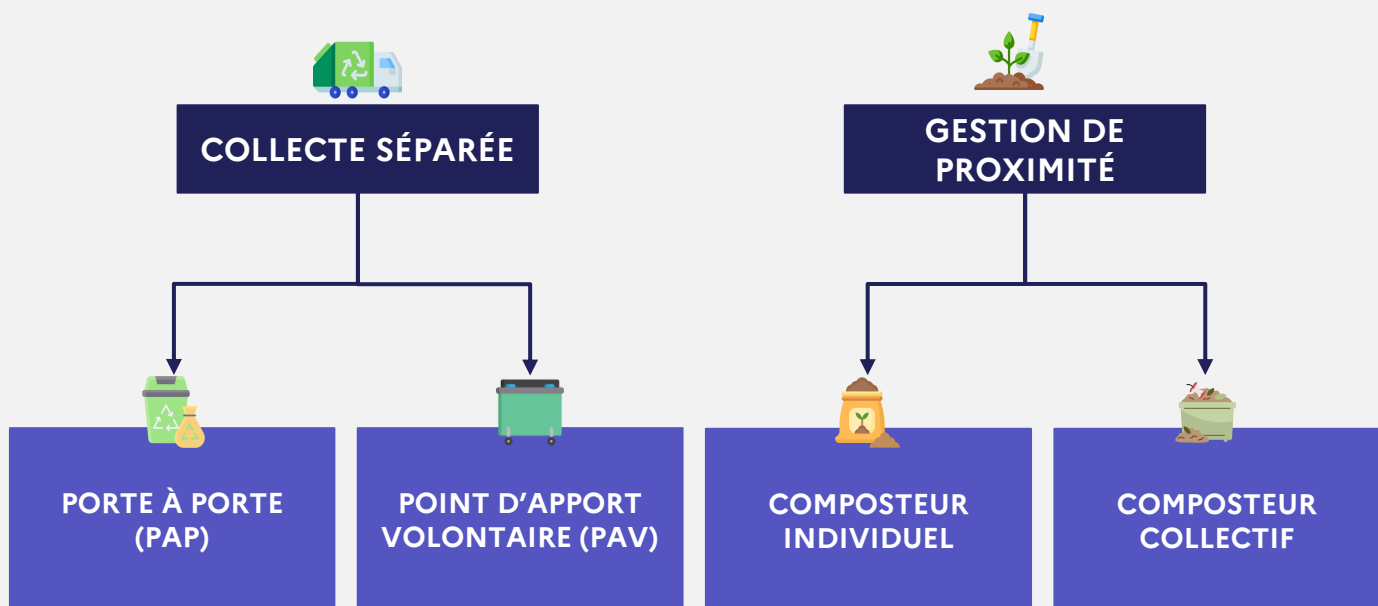 COLLECTE SÉPARÉE
GESTION DE
PROXIMITÉ
PORTE À PORTE
(PAP)
POINT D’APPORT
VOLONTAIRE (PAV)
COMPOSTEUR
INDIVIDUEL
COMPOSTEUR
COLLECTIF